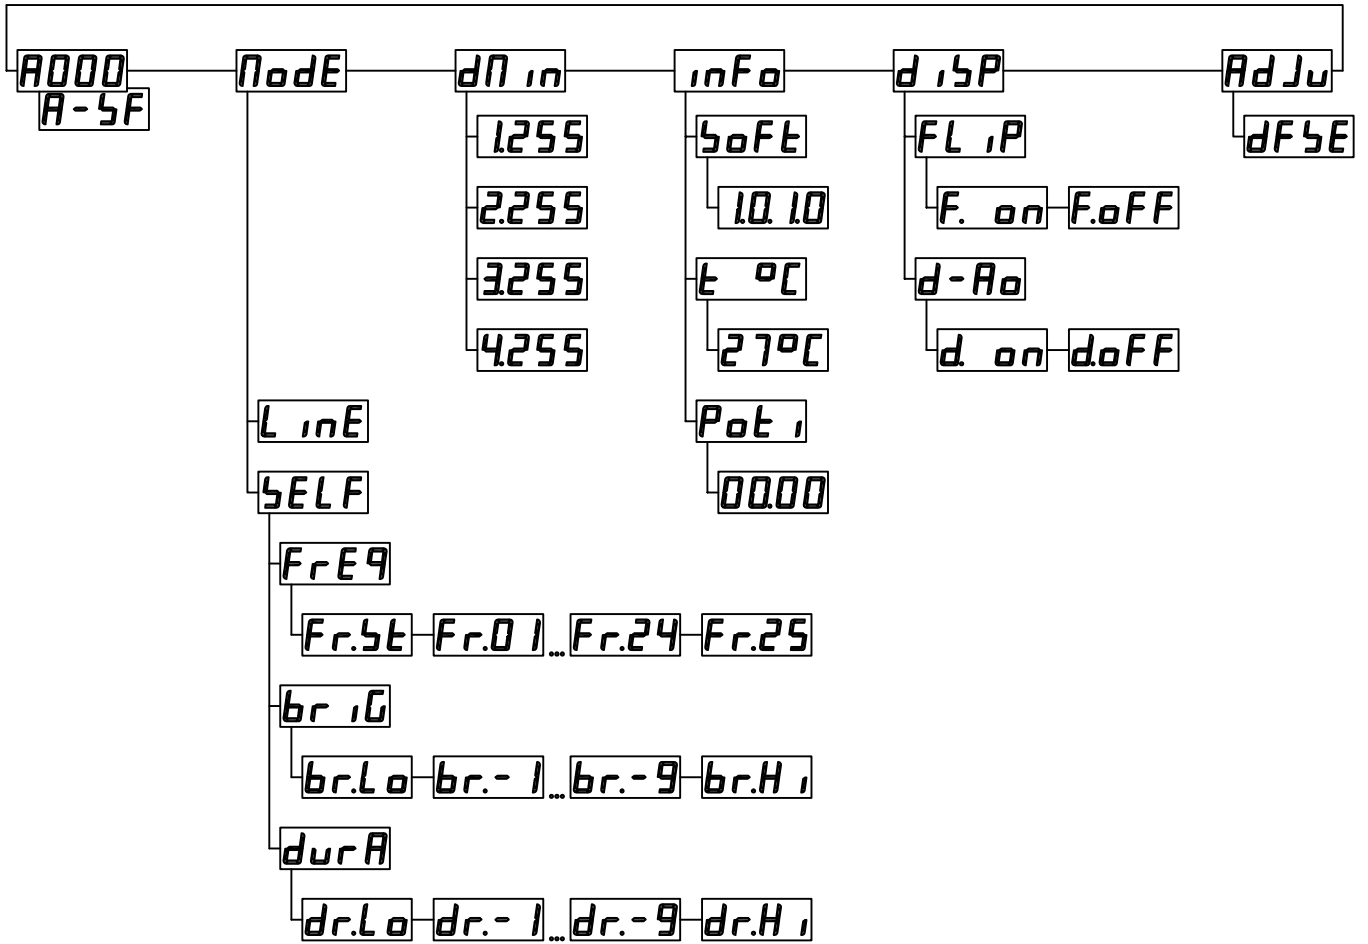 A000 ModE dMin inFo diSP AdJu
A-SF
1.255 SoFt FLiP dFSE
2.255 1.0.1.0 F. on F.oFF
3.255 t °C d-Ao
4.255 27°C d. on d.oFF
LinE Poti
SELF 00.00
FrEq
Fr.St Fr.01 ... Fr.24 Fr.25
briG
br.Lo br.-1 ... br.-9 br.Hi
durA
dr.Lo dr.-1 ... dr.-9 dr.Hi